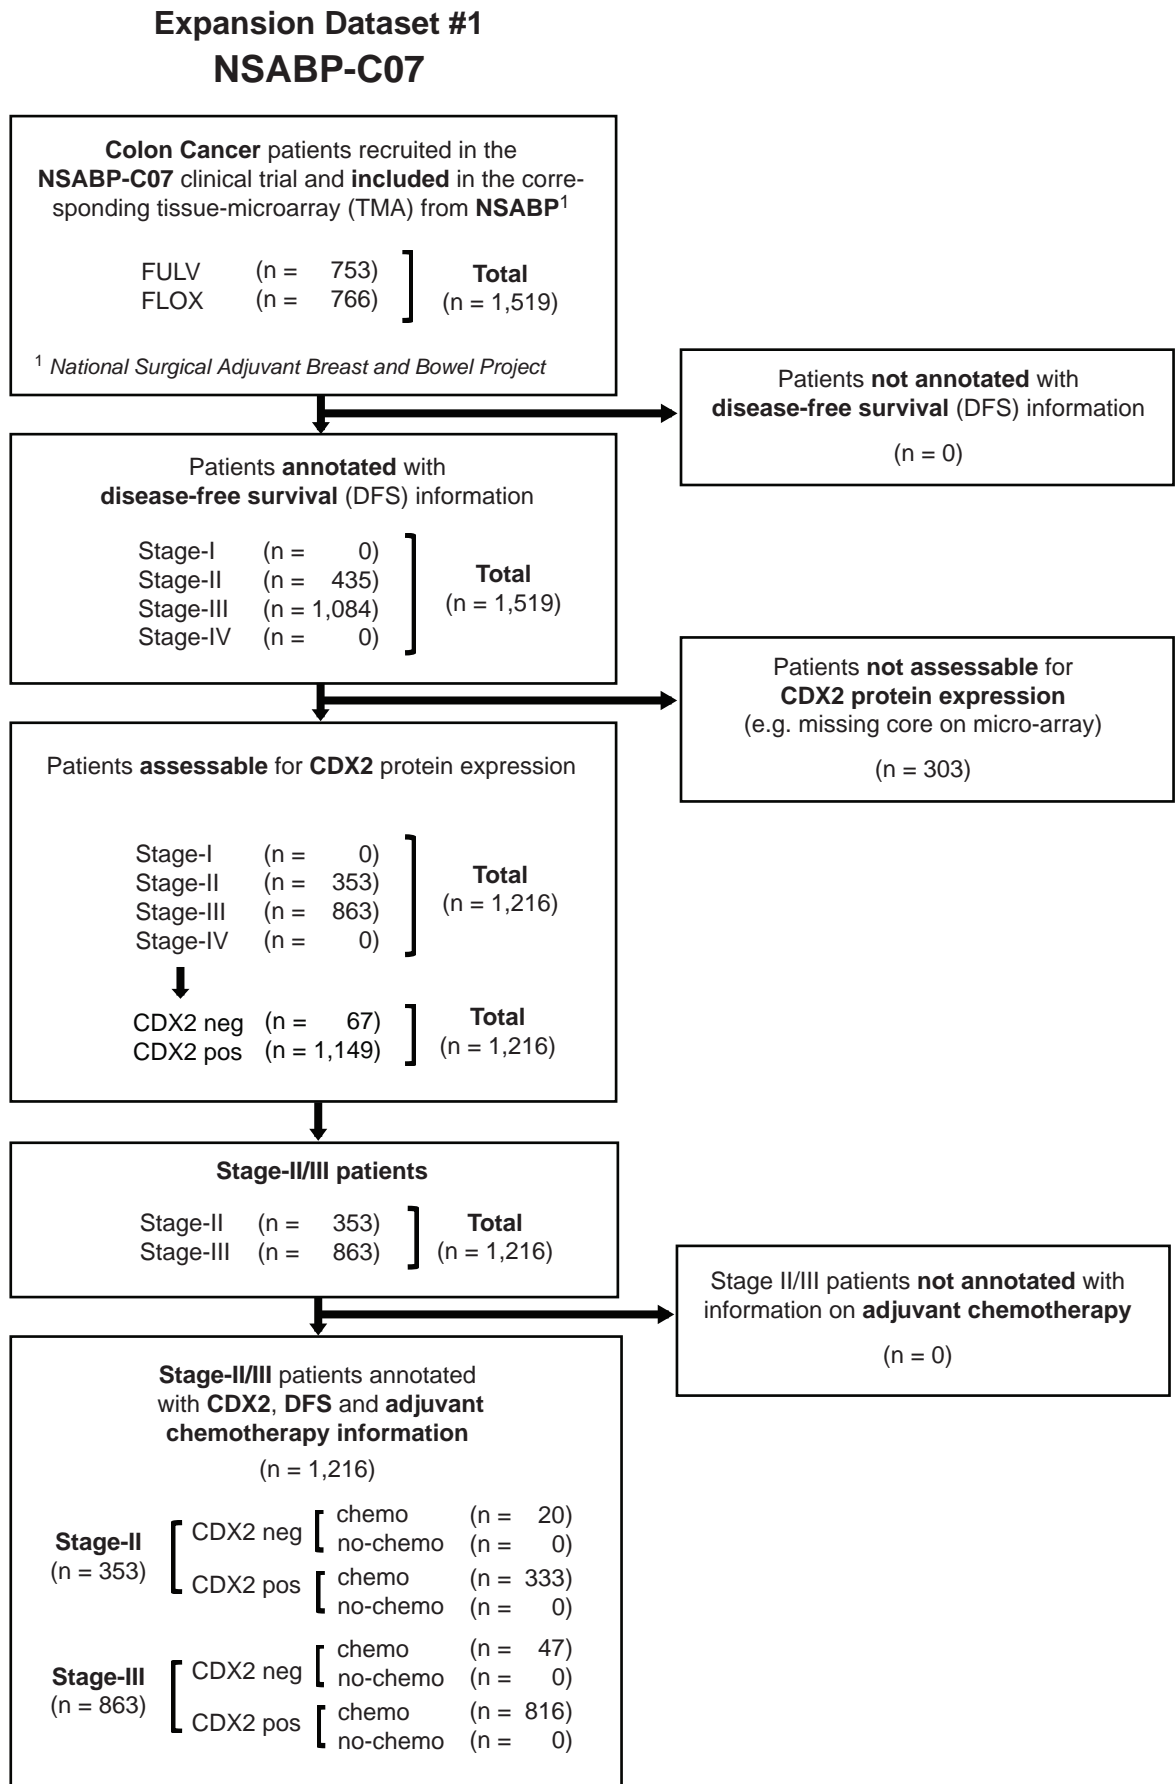 Expansion Dataset #1
NSABP-C07
Colon Cancer patients recruited in the
NSABP-C07 clinical trial and included in the corre-
sponding tissue-microarray (TMA) from NSABP1
FULV (n = 753)
FLOX (n = 766)
Total
(n = 1,519)
1 National Surgical Adjuvant Breast and Bowel Project
Patients not annotated with
disease-free survival (DFS) information
(n = 0)
Patients annotated with
disease-free survival (DFS) information
Stage-I (n = 0)
Stage-II (n = 435)
Stage-III (n = 1,084)
Stage-IV (n = 0)
Total
(n = 1,519)
Patients not assessable for
CDX2 protein expression
(e.g. missing core on micro-array)
(n = 303)
Patients assessable for CDX2 protein expression
Stage-I (n = 0)
Stage-II (n = 353)
Stage-III (n = 863)
Stage-IV (n = 0)
Total
(n = 1,216)
CDX2 neg (n = 67)
CDX2 pos (n = 1,149)
Total
(n = 1,216)
Stage-II/III patients
Stage-II (n = 353)
Stage-III (n = 863)
Total
(n = 1,216)
Stage II/III patients not annotated with
information on adjuvant chemotherapy
(n = 0)
Stage-II/III patients annotated
with CDX2, DFS and adjuvant
chemotherapy information
(n = 1,216)
Stage-II
(n = 353)
CDX2 neg
chemo (n = 20)
no-chemo (n = 0)
CDX2 pos
chemo (n = 333)
no-chemo (n = 0)
Stage-III
(n = 863)
CDX2 neg
chemo (n = 47)
no-chemo (n = 0)
CDX2 pos
chemo (n = 816)
no-chemo (n = 0)